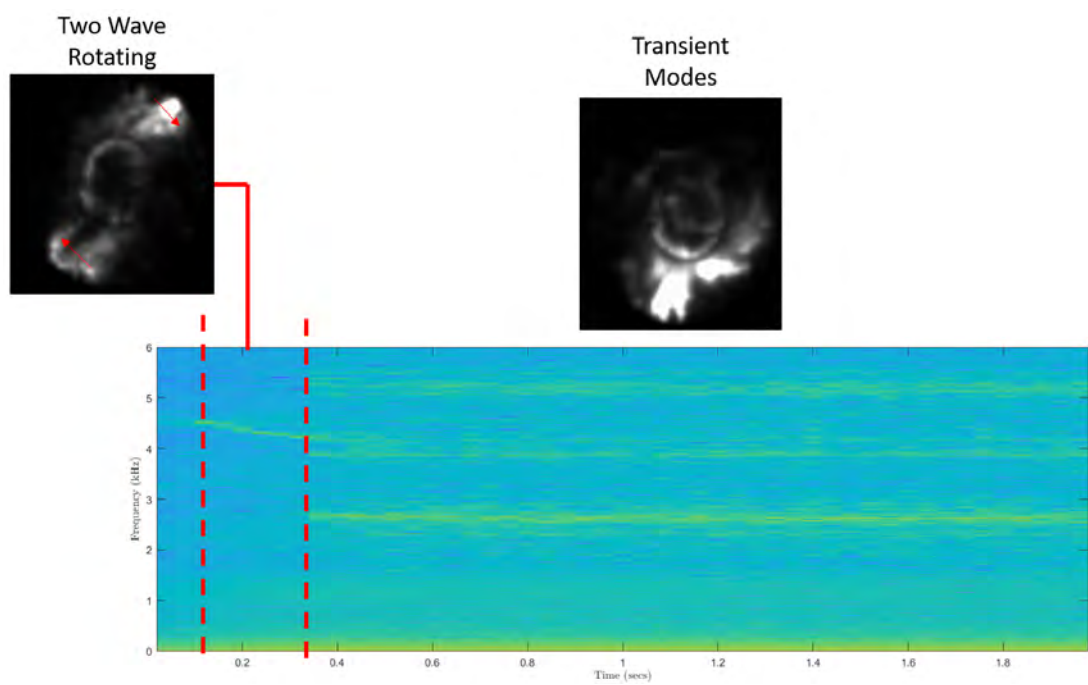 Two Wave
Rotating
Transient
Modes
6
5
4
3
2
1
0
Frequency (kHz)
0.2
0.4
0.6
0.8
1
1.2
1.4
1.6
1.8
Time (secs)